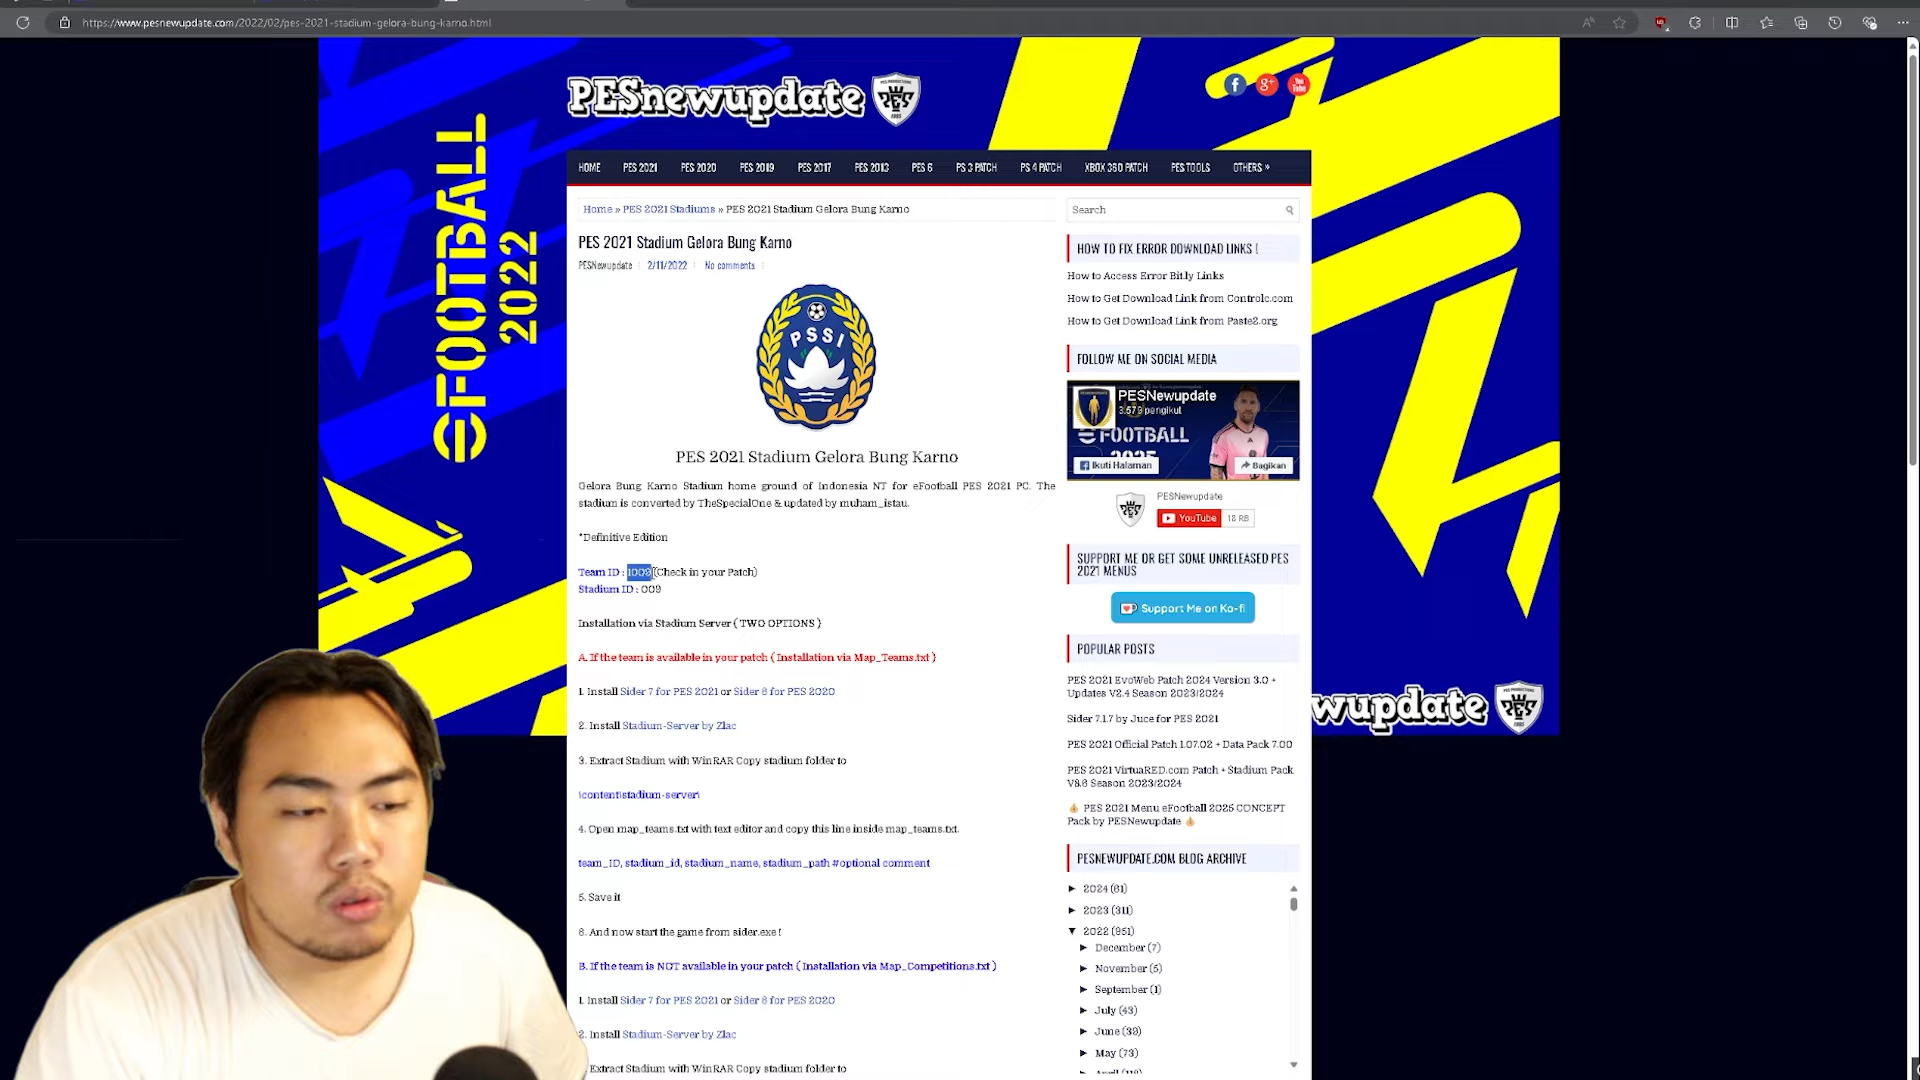 https://www.pesnewupdate.com/2022/02/pes-2021-stadium-gelora-bung-karno.html
PESnewupdate
eFOOTBALL 2022
HOME PES 2021 PES 2020 PES 2019 PES 2017 PES 2013 PES 6 PS 3 PATCH PS 4 PATCH XBOX 360 PATCH PES TOOLS OTHERS »
Home » PES 2021 Stadiums » PES 2021 Stadium Gelora Bung Karno
PES 2021 Stadium Gelora Bung Karno
PESNewupdate 2/11/2022 No comments
PSSI
PES 2021 Stadium Gelora Bung Karno
Gelora Bung Karno Stadium home ground of Indonesia NT for eFootball PES 2021 PC. The
stadium is converted by TheSpecialOne & updated by muham_istau.
*Definitive Edition
Team ID : 1009 (Check in your Patch)
Stadium ID : 009
Installation via Stadium Server ( TWO OPTIONS )
A. If the team is available in your patch ( Installation via Map_Teams.txt )
1. Install Sider 7 for PES 2021 or Sider 6 for PES 2020
2. Install Stadium-Server by Zlac
3. Extract Stadium with WinRAR Copy stadium folder to
\content\stadium-server\
4. Open map_teams.txt with text editor and copy this line inside map_teams.txt.
team_ID, stadium_id, stadium_name, stadium_path #optional comment
5. Save it
6. And now start the game from sider.exe !
B. If the team is NOT available in your patch ( Installation via Map_Competitions.txt )
1. Install Sider 7 for PES 2021 or Sider 6 for PES 2020
2. Install Stadium-Server by Zlac
Extract Stadium with WinRAR Copy stadium folder to
Search
HOW TO FIX ERROR DOWNLOAD LINKS !
How to Access Error Bit.ly Links
How to Get Download Link from Controlc.com
How to Get Download Link from Paste2.org
FOLLOW ME ON SOCIAL MEDIA
PESNewupdate
3.579 pengikut
FOOTBALL
2025
Ikuti Halaman
Bagikan
PESNewupdate
YouTube 18 RB
SUPPORT ME OR GET SOME UNRELEASED PES
2021 MENUS
Support Me on Ko-fi
POPULAR POSTS
PES 2021 EvoWeb Patch 2024 Version 3.0 +
Updates V2.4 Season 2023/2024
Sider 7.1.7 by Juce for PES 2021
PES 2021 Official Patch 1.07.02 + Data Pack 7.00
PES 2021 VirtuaRED.com Patch + Stadium Pack
V8.6 Season 2023/2024
PES 2021 Menu eFootball 2025 CONCEPT
Pack by PESNewupdate
PESNEWUPDATE.COM BLOG ARCHIVE
► 2024 (61)
► 2023 (311)
▼ 2022 (951)
► December (7)
► November (5)
► September (1)
► July (43)
► June (39)
► May (73)
wupdate